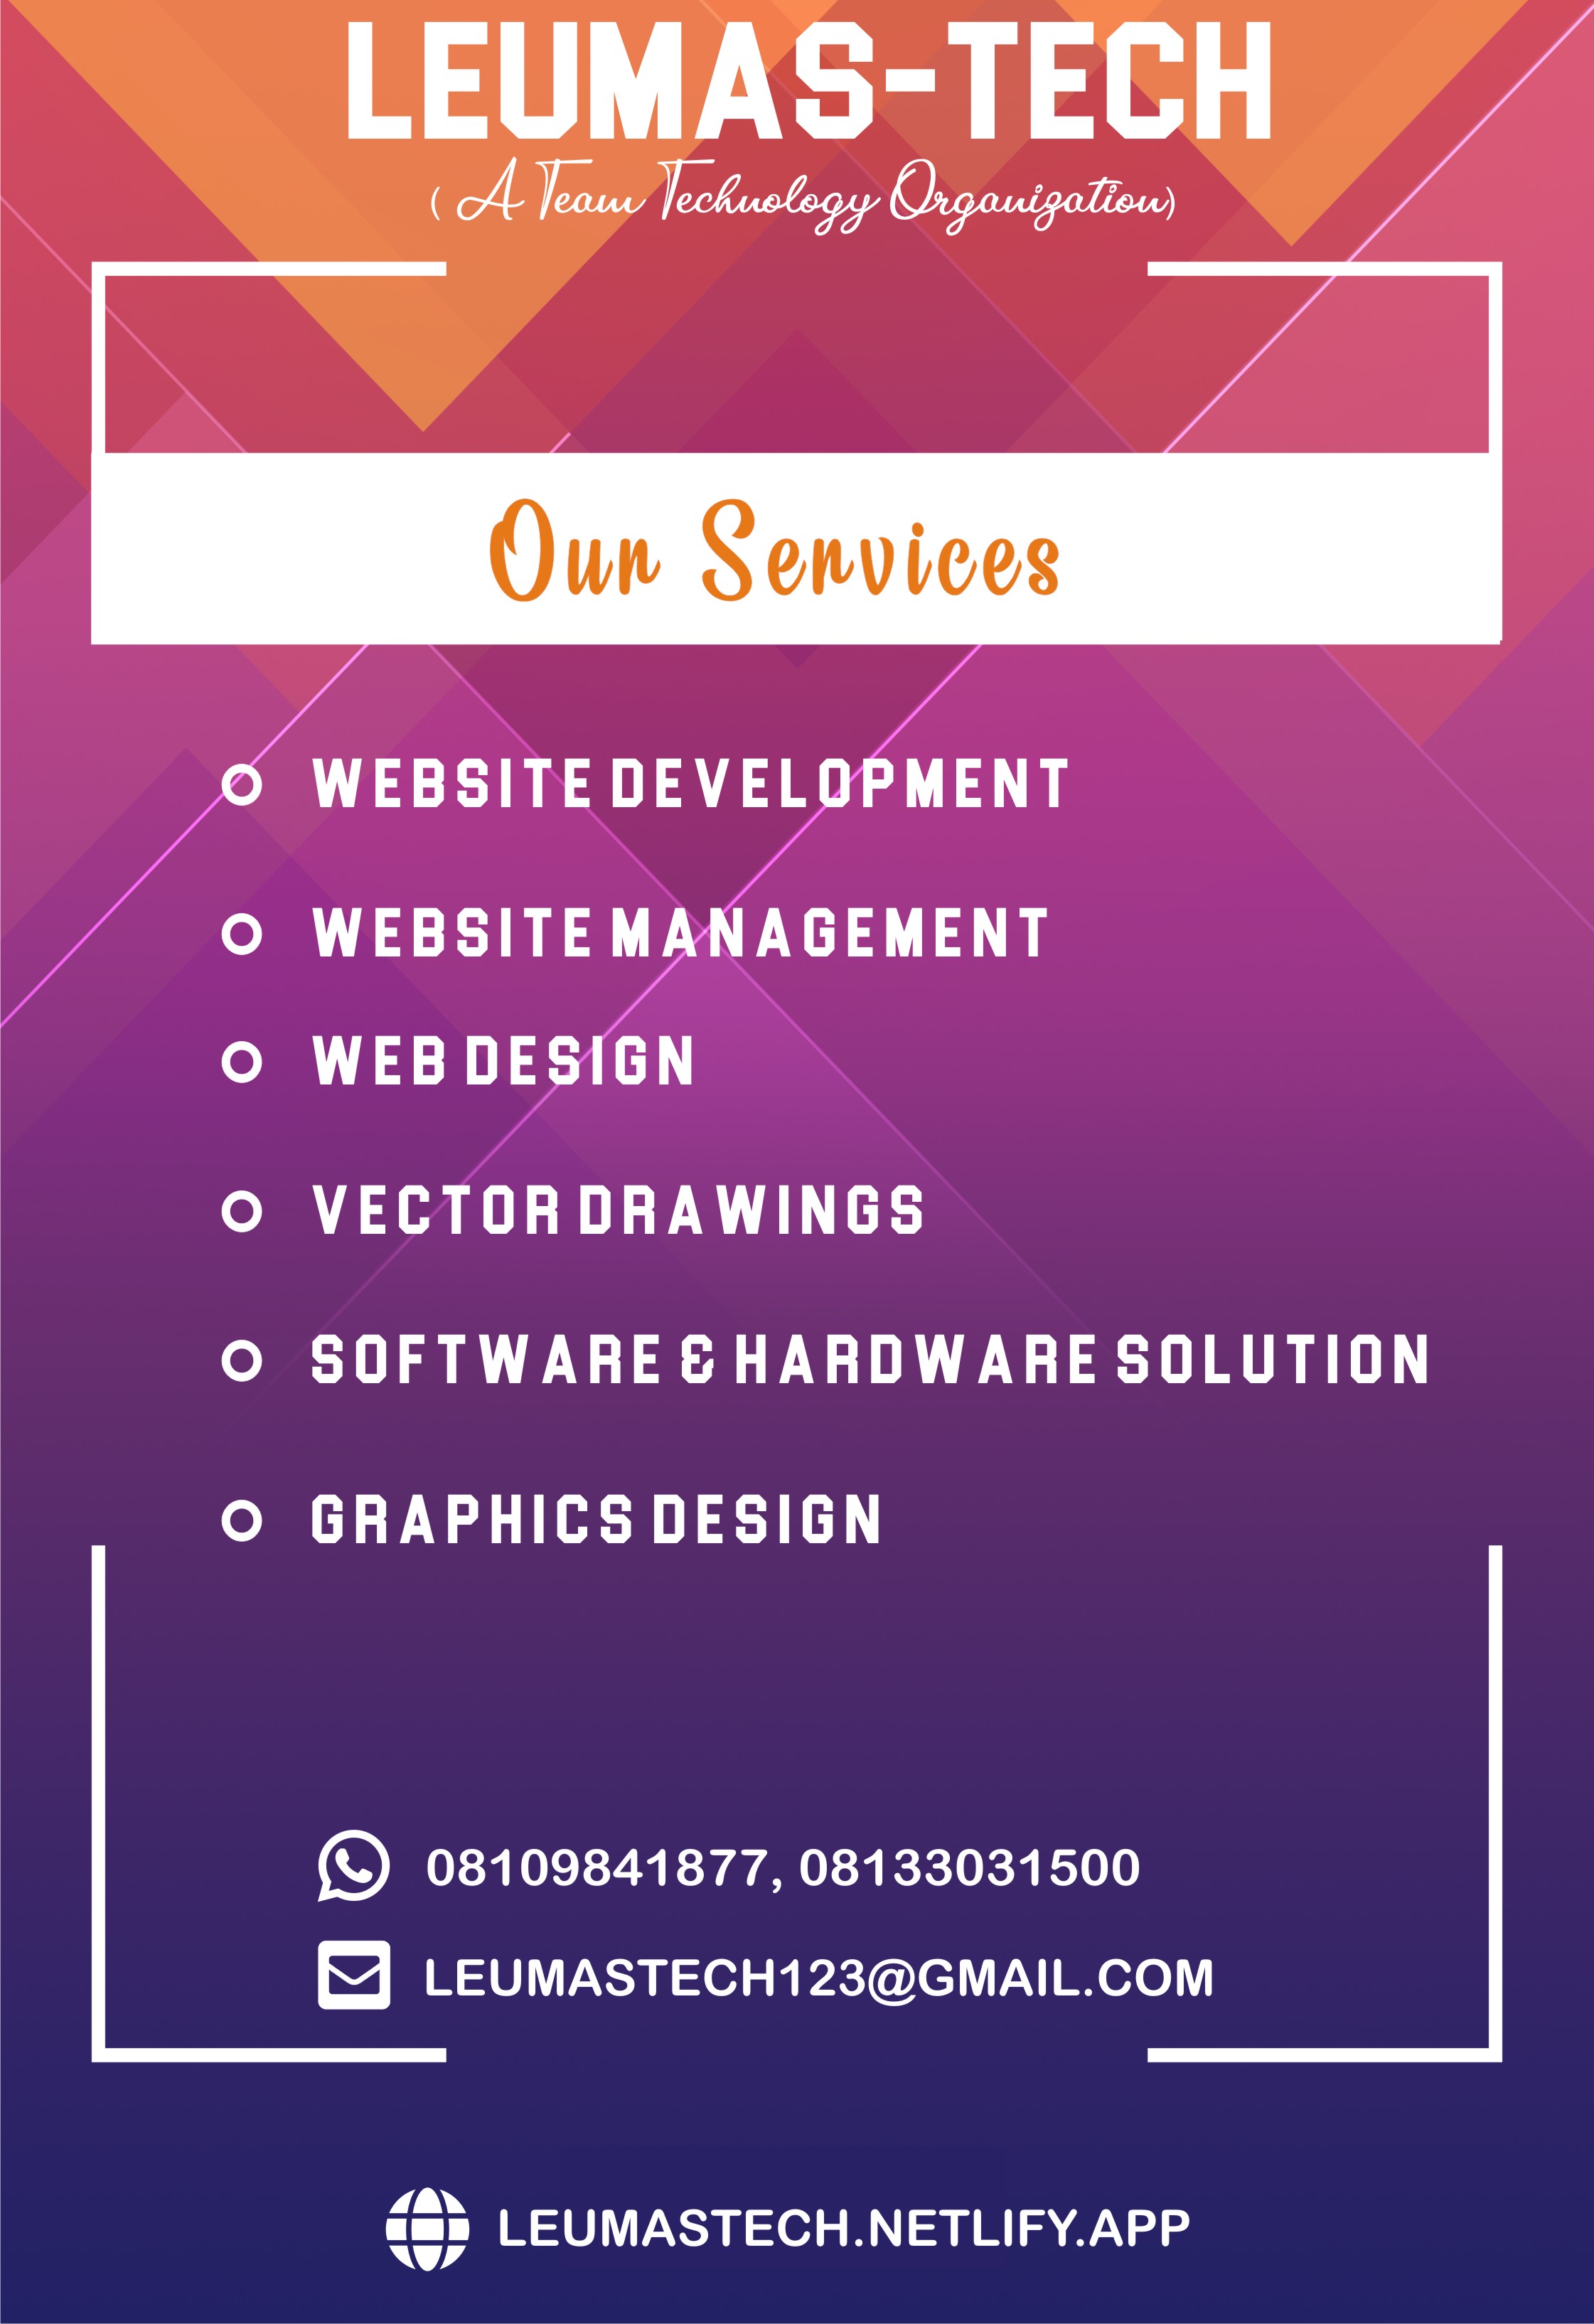 LEUMAS-TECH
( A Team Technology Organization)
Our Services
WEBSITE DEVELOPMENT
WEBSITE MANAGEMENT
WEB DESIGN
VECTOR DRAWINGS
SOFTWARE & HARDWARE SOLUTION
GRAPHICS DESIGN
08109841877, 08133031500
LEUMASTECH123@GMAIL.COM
LEUMASTECH.NETLIFY.APP